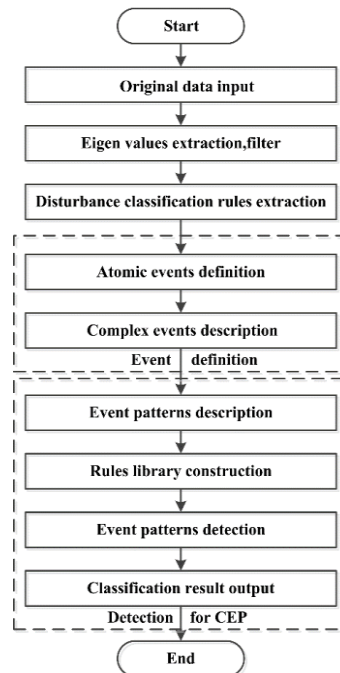 Start
Original data input
Eigen values extraction,filter
Disturbance classification rules extraction
Atomic events definition
Complex events description
Event definition
Event patterns description
Rules library construction
Event patterns detection
Classification result output
Detection for CEP
End